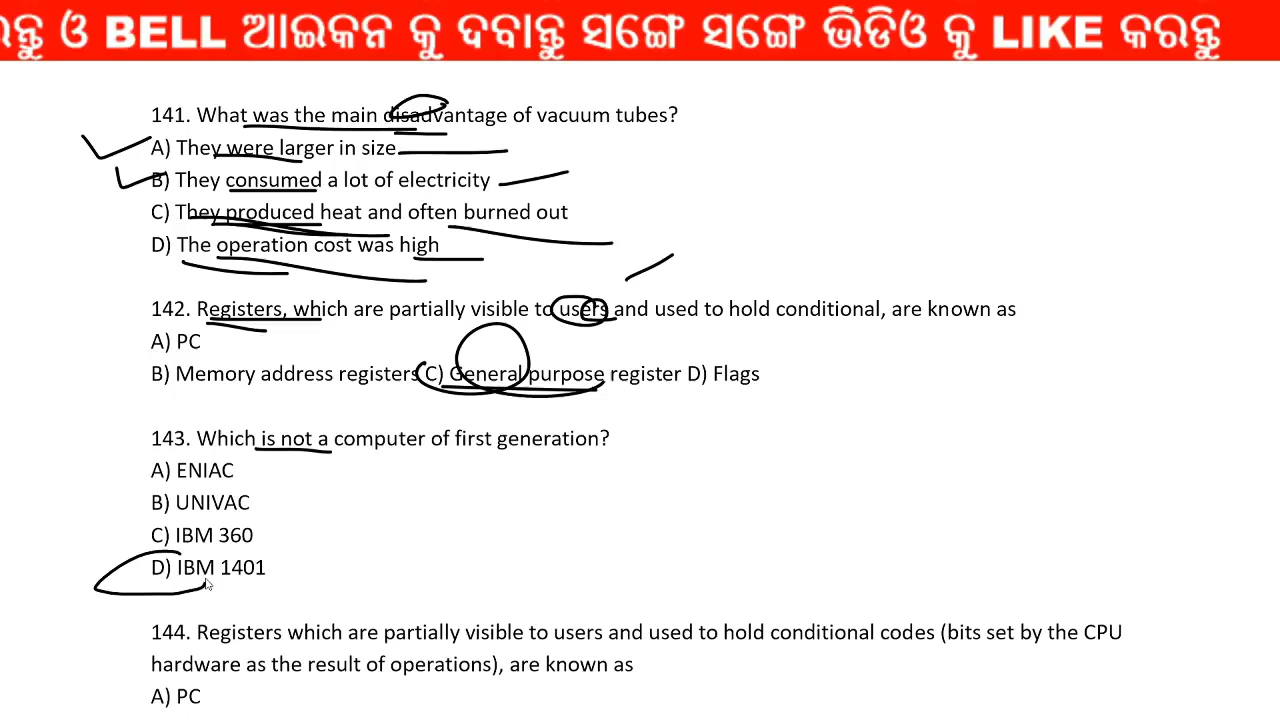 ରନ୍ତୁ ଓ BELL ଆଇକନ କୁ ଦବାନ୍ତୁ ସଙ୍ଗେ ସଙ୍ଗେ ଭିଡିଓ କୁ LIKE କରନ୍ତୁ
141. What was the main disadvantage of vacuum tubes?
A) They were larger in size
B) They consumed a lot of electricity
C) They produced heat and often burned out
D) The operation cost was high
142. Registers, which are partially visible to users and used to hold conditional, are known as
A) PC
B) Memory address registers C) General purpose register D) Flags
143. Which is not a computer of first generation?
A) ENIAC
B) UNIVAC
C) IBM 360
D) IBM 1401
144. Registers which are partially visible to users and used to hold conditional codes (bits set by the CPU
hardware as the result of operations), are known as
A) PC